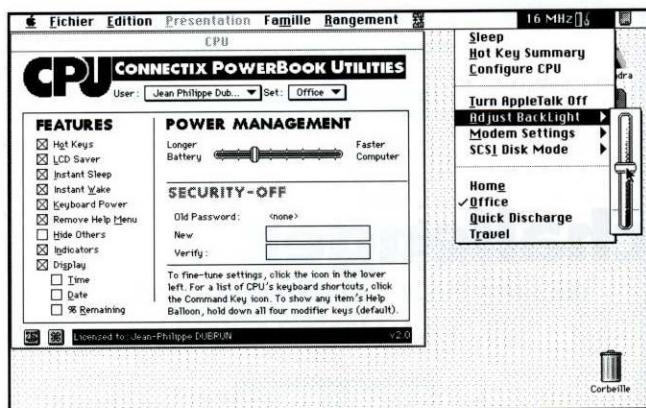 Fichier Edition Presentation Famille Rangement 16 MHz
CPU
CPU CONNECTIX POWERBOOK UTILITIES
User: Jean Philippe Dub... Set: Office
FEATURES
Hot Keys
LCD Saver
Instant Sleep
Instant Wake
Keyboard Power
Remove Help Menu
Hide Others
Indicators
Display
Time
Date
% Remaining
POWER MANAGEMENT
Longer Faster
Battery Computer
SECURITY-OFF
Old Password: <none>
New
Verify:
To fine-tune settings, click the icon in the lower
left. For a list of CPU's keyboard shortcuts, click
the Command Key icon. To show any item's Help
Balloon, hold down all four modifier keys (default).
Licensed to: Jean-Philippe DUBRUN v2.0
Sleep
Hot Key Summary
Configure CPU
Turn AppleTalk Off
Adjust BackLight
Modem Settings
SCSI Disk Mode
Home
Office
Quick Discharge
Travel
Corbeille